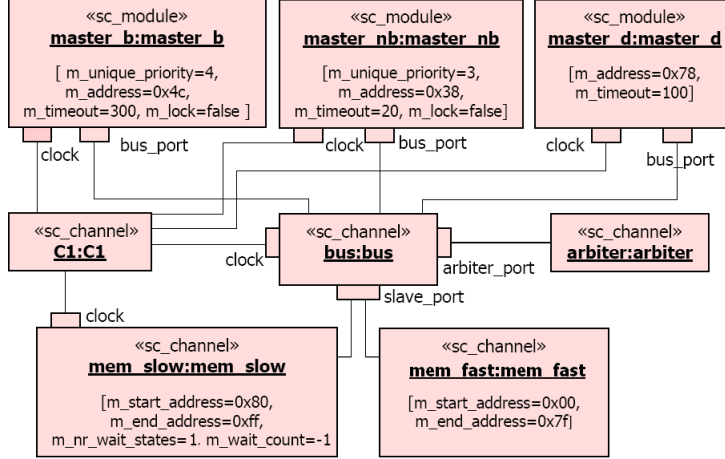 «sc_module»
master_b:master_b
[ m_unique_priority=4,
m_address=0x4c,
m_timeout=300, m_lock=false ]
«sc_module»
master_nb:master_nb
[m_unique_priority=3,
m_address=0x38,
m_timeout=20, m_lock=false]
«sc_module»
master_d:master_d
[m_address=0x78,
m_timeout=100]
clock
bus_port
clock
bus_port
clock
bus_port
«sc_channel»
C1:C1
clock
«sc_channel»
bus:bus
arbiter_port
«sc_channel»
arbiter:arbiter
slave_port
clock
«sc_channel»
mem_slow:mem_slow
[m_start_address=0x80,
m_end_address=0xff,
m_nr_wait_states=1, m_wait_count=-1
«sc_channel»
mem_fast:mem_fast
[m_start_address=0x00,
m_end_address=0x7f]